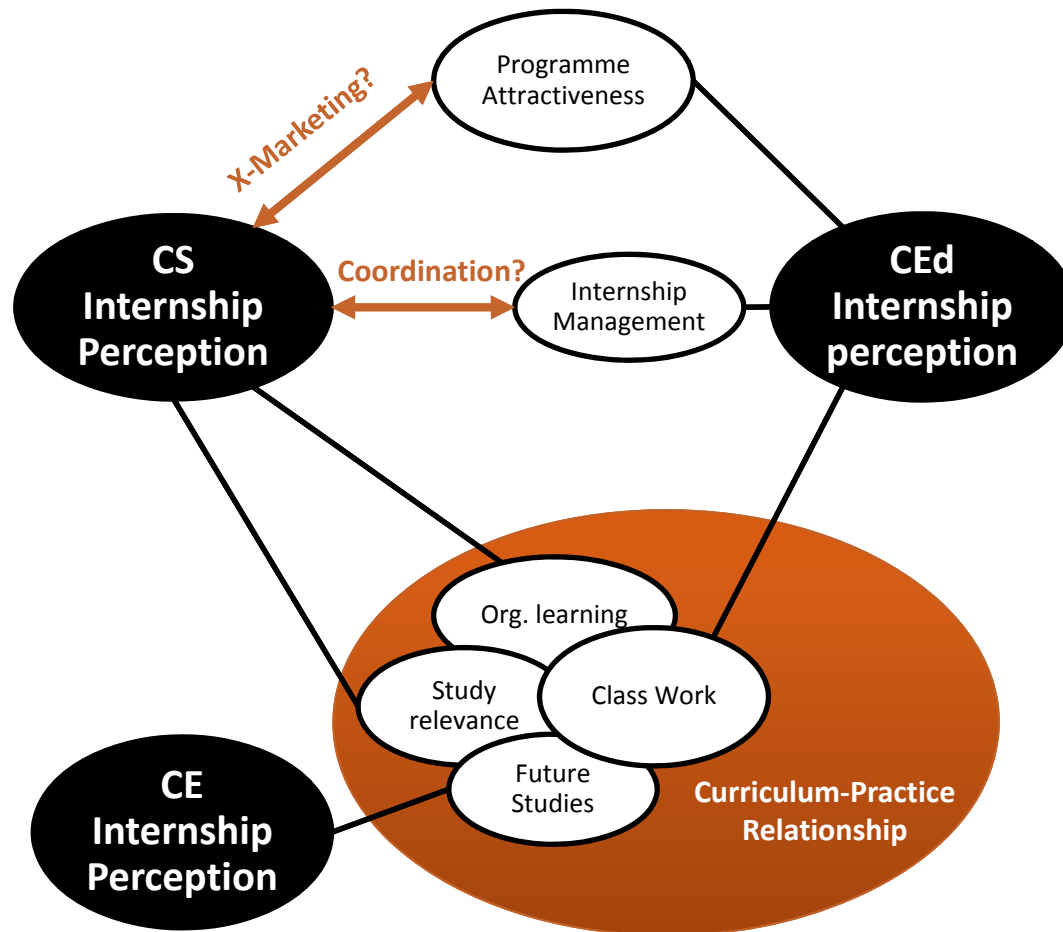 Programme
Attractiveness
X-Marketing?
CS
Internship
Perception
Coordination?
Internship
Management
CEd
Internship
perception
Org. learning
Study
relevance
Class Work
Future
Studies
Curriculum-Practice
Relationship
CE
Internship
Perception